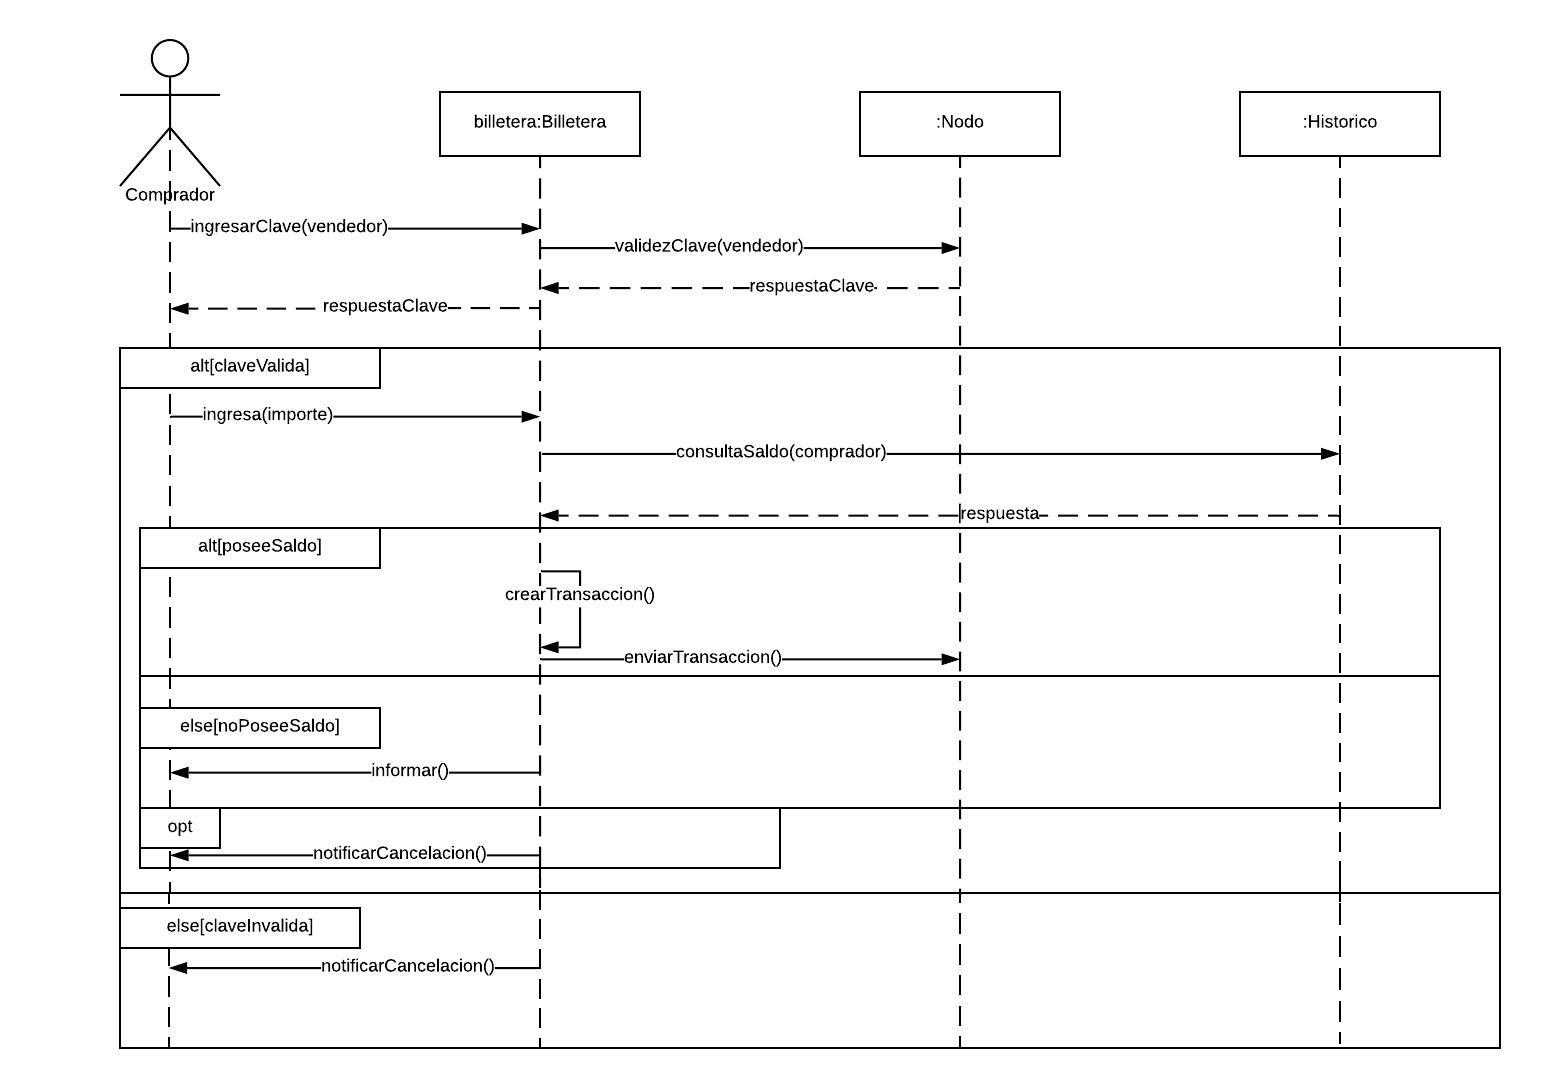 billetera:Billetera
:Nodo
:Historico
Comprador
ingresarClave(vendedor)
validezClave(vendedor)
respuestaClave
respuestaClave
alt[claveValida]
ingresa(importe)
consultaSaldo(comprador)
respuesta
alt[poseeSaldo]
crearTransaccion()
enviarTransaccion()
else[noPoseeSaldo]
informar()
opt
notificarCancelacion()
else[claveInvalida]
notificarCancelacion()